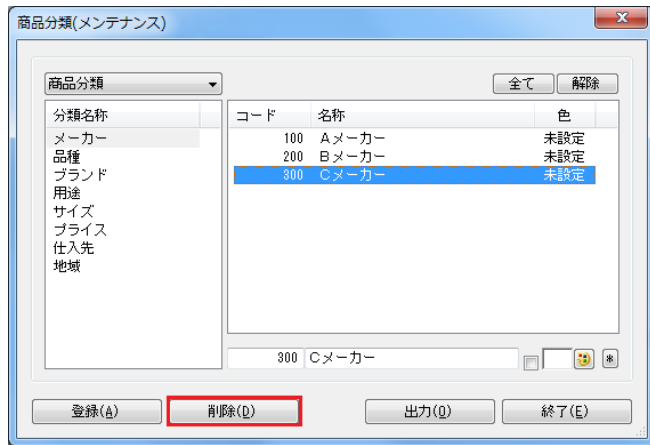 商品分類(メンテナンス)
x
商品分類
全て 解除
分類名称
メーカー
品種
ブランド
用途
サイズ
プライス
仕入先
地域
コード 名称 色
100 Aメーカー 未設定
200 Bメーカー 未設定
300 Cメーカー 未設定
300 Cメーカー
*
登録(A) 削除(D) 出力(O) 終了(E)